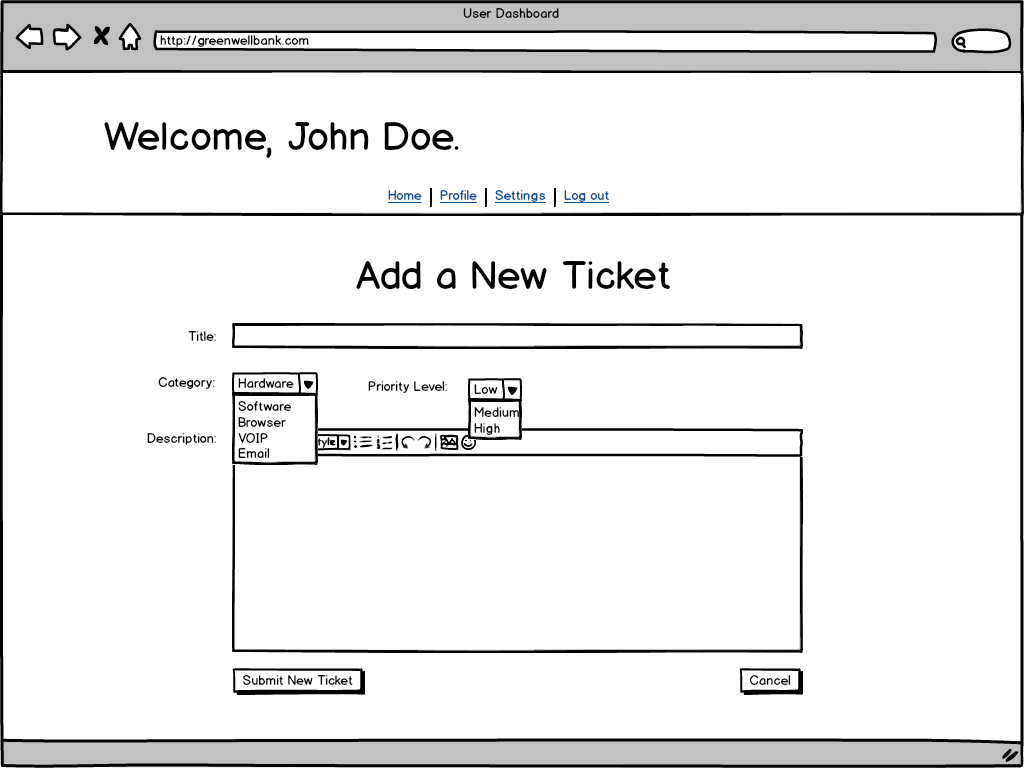 User Dashboard
http://greenwellbank.com
Welcome, John Doe.
Home | Profile | Settings | Log out
Add a New Ticket
Title:
Category: Hardware
Priority Level: Low
Software
Browser
VOIP
Email
Medium
High
Description:
Submit New Ticket
Cancel